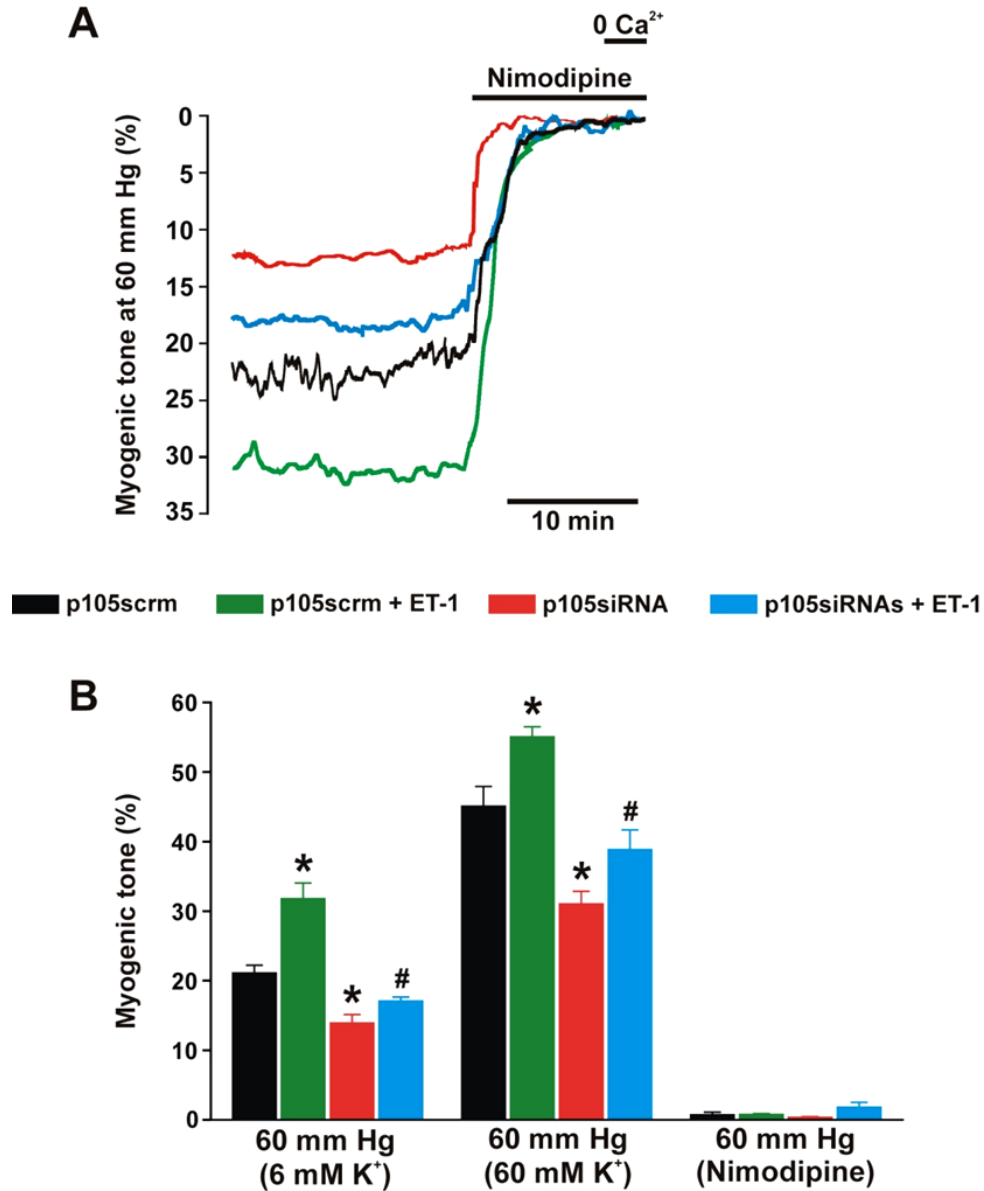 A
0 Ca²⁺
Nimodipine
Myogenic tone at 60 mm Hg (%)
0
5
10
15
20
25
30
35
10 min
p105scrm p105scrm + ET-1 p105siRNA p105siRNAs + ET-1
B
Myogenic tone (%)
60
50
40
30
20
10
0
* * #
* * #
60 mm Hg 60 mm Hg 60 mm Hg
(6 mM K⁺) (60 mM K⁺) (Nimodipine)